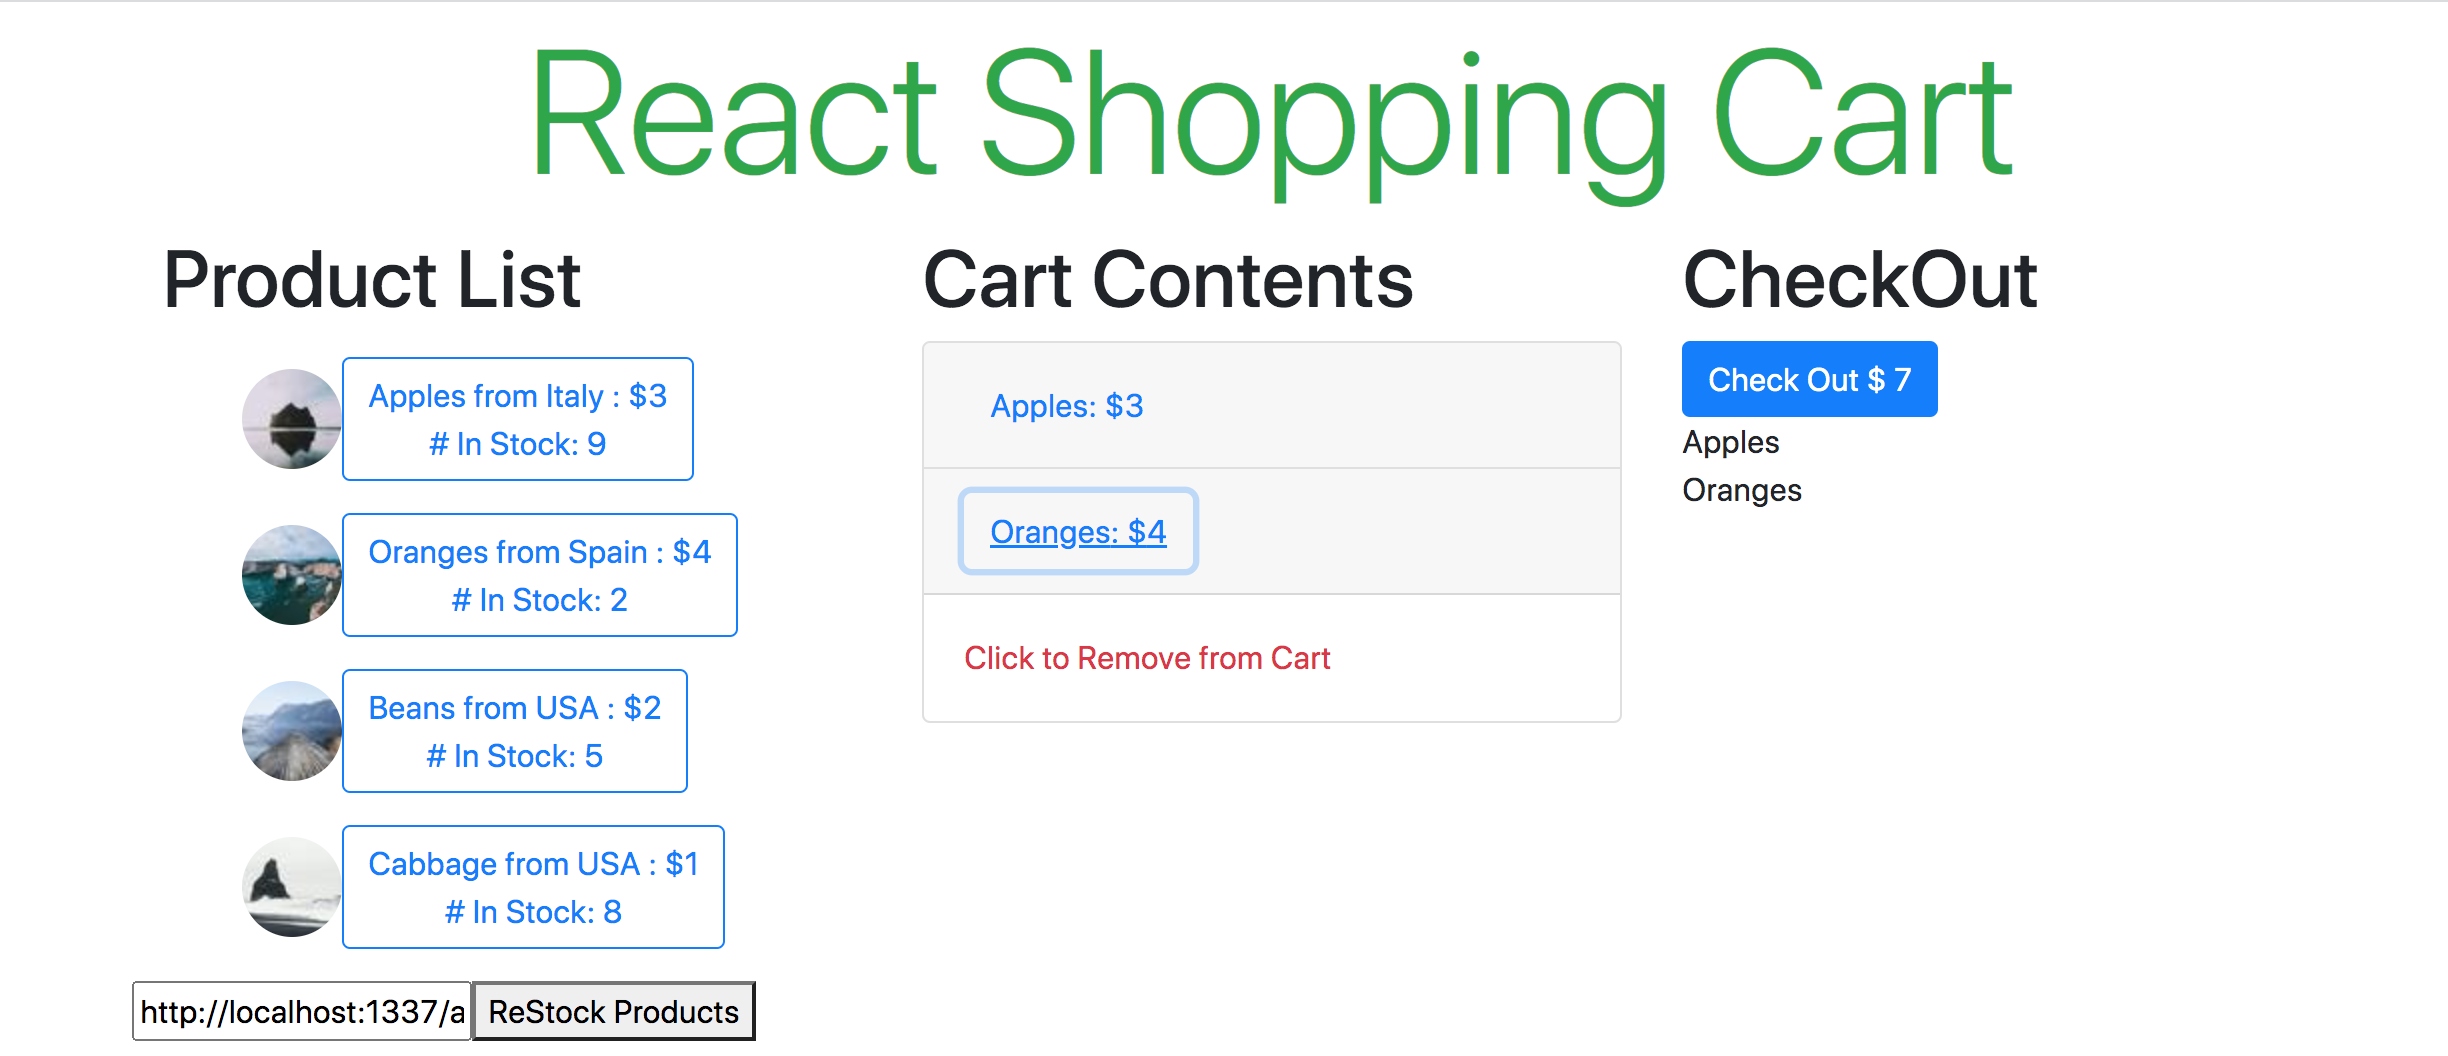 React Shopping Cart
Product List
Apples from Italy : $3
# In Stock: 9
Oranges from Spain : $4
# In Stock: 2
Beans from USA : $2
# In Stock: 5
Cabbage from USA : $1
# In Stock: 8
http://localhost:1337/a
ReStock Products
Cart Contents
Apples: $3
Oranges: $4
Click to Remove from Cart
CheckOut
Check Out $ 7
Apples
Oranges